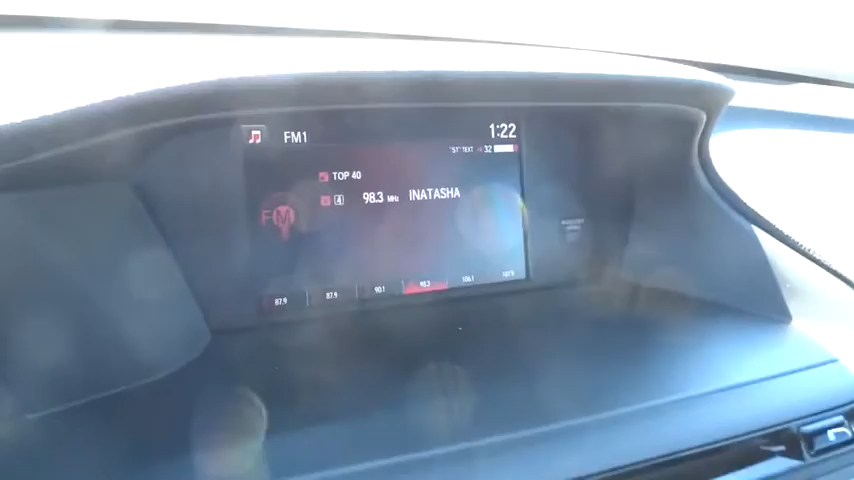 FM1 1:22
"ST" TEXT 32
TOP 40
4 98.3 MHz INATASHA
FM
87.9 87.9 90.1 98.3 106.1 107.9